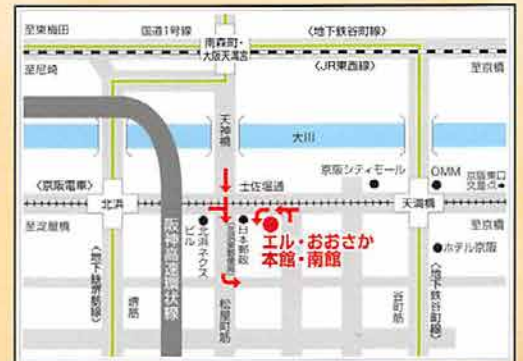 至東梅田
国道1号線
南森町・
大阪天満宮
〈地下鉄谷町線〉
至尼崎
〈JR東西線〉
至京橋
天神橋
大川
土佐堀通
京阪シティモール
OMM
京阪東口
交差点
〈京阪電車〉
北浜
天満橋
至淀屋橋
至京橋
阪神高速環状線
北浜ネクス
ビル
日本郵政
エル・おおさか
本館・南館
ホテル京阪
〈地下鉄堺筋線〉
堺筋
松屋町筋
谷町筋
〈地下鉄谷町線〉